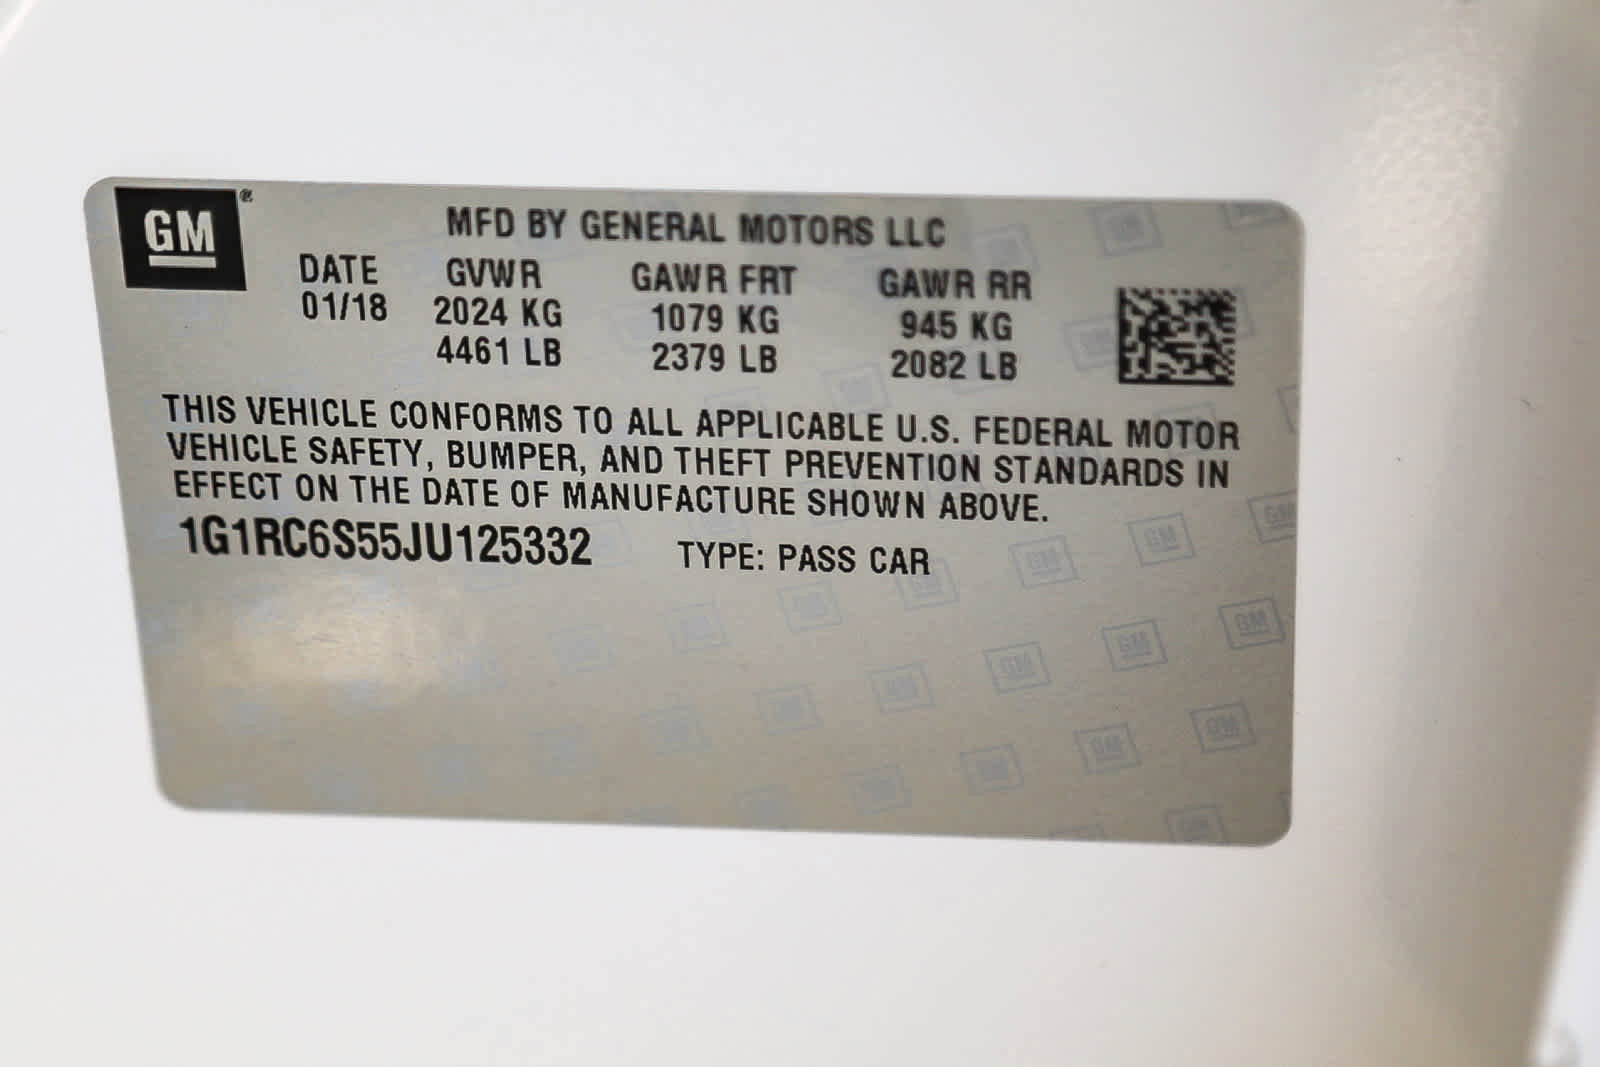 GM®
MFD BY GENERAL MOTORS LLC
DATE GVWR GAWR FRT GAWR RR
01/18 2024 KG 1079 KG 945 KG
4461 LB 2379 LB 2082 LB
THIS VEHICLE CONFORMS TO ALL APPLICABLE U.S. FEDERAL MOTOR
VEHICLE SAFETY, BUMPER, AND THEFT PREVENTION STANDARDS IN
EFFECT ON THE DATE OF MANUFACTURE SHOWN ABOVE.
1G1RC6S55JU125332 TYPE: PASS CAR